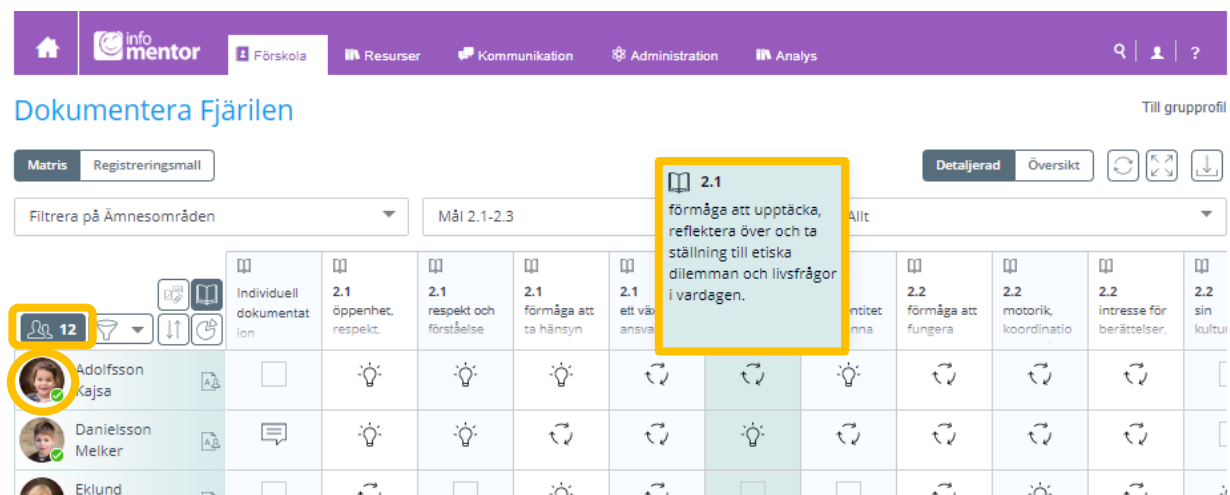 info
mentor
Förskola
Resurser
Kommunikation
Administration
Analys
?
Dokumentera Fjärilen
Till grupprofil
Matris
Registreringsmall
Detaljerad
Översikt
Filtrera på Ämnesområden
Mål 2.1-2.3
Allt
2.1
förmåga att upptäcka,
reflektera över och ta
ställning till etiska
dilemman och livsfrågor
i vardagen.
12
Individuell
dokumentat
ion
2.1
öppenhet,
respekt,
2.1
respekt och
förståelse
2.1
förmåga att
ta hänsyn
2.1
ett väx
ansva
entitet
nna
2.2
förmåga att
fungera
2.2
motorik,
koordinatio
2.2
intresse för
berättelser,
2.2
sin
kultur
Adolfsson
Kajsa
Danielsson
Melker
Eklund